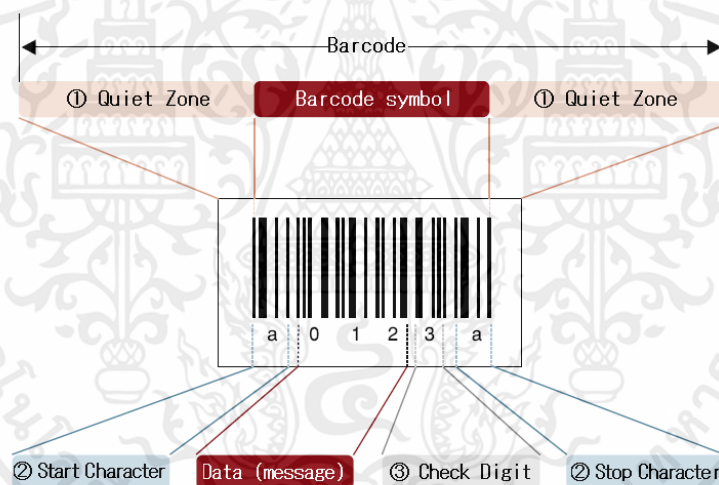 Barcode
① Quiet Zone Barcode symbol ① Quiet Zone
a 0 1 2 3 a
② Start Character Data (message) ③ Check Digit ② Stop Character